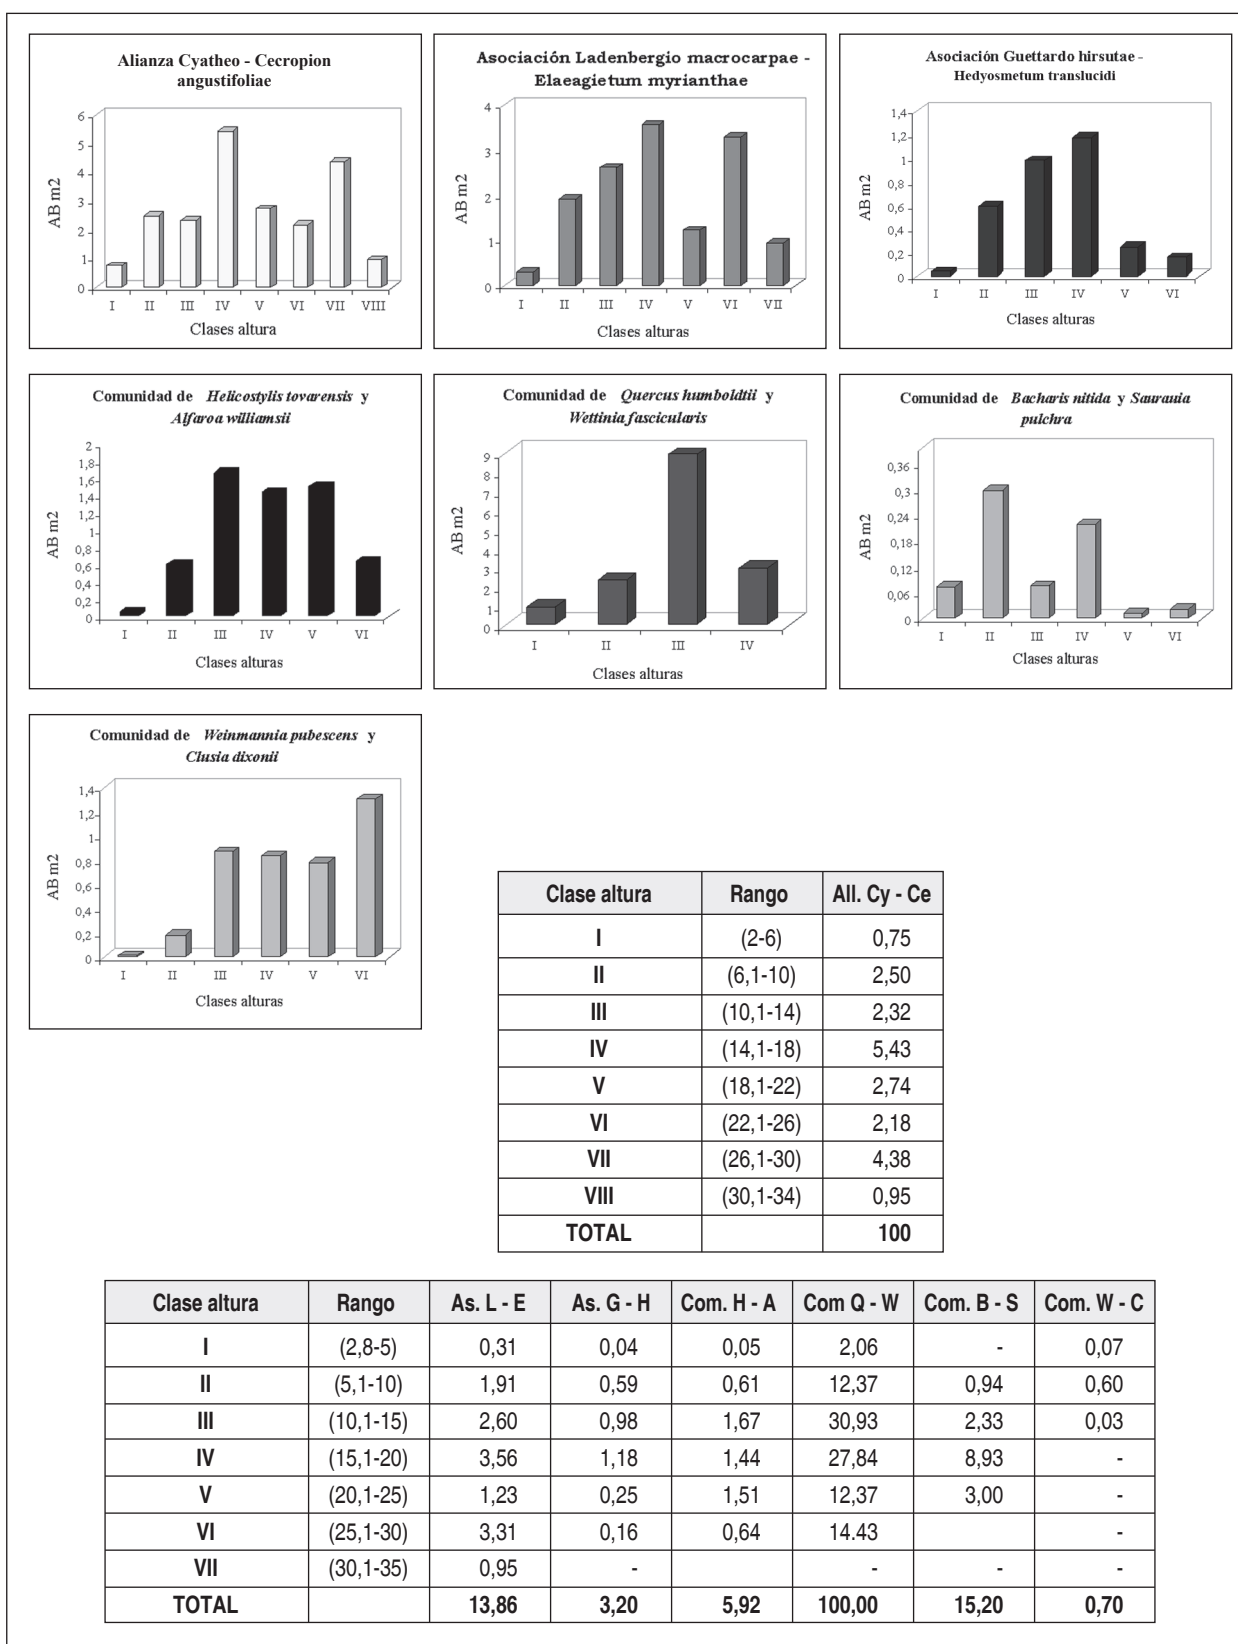 Alianza Cyatheo - Cecropion
angustifoliae
6
5
4
3
2
1
0
AB m2
I II III IV V VI VII VIII
Clases altura
Asociación Ladenbergio macrocarpae -
Elaeagietum myrianthae
4
3
2
1
0
AB m2
I II III IV V VI VII
Clases alturas
Asociación Guettardo hirsutae -
Hedyosmetum translucidi
1,4
1,2
1
0,8
0,6
0,4
0,2
0
AB m2
I II III IV V VI
Clases alturas
Comunidad de Helicostylis tovarensis y
Alfaroa williamsii
2
1,8
1,6
1,4
1,2
1
0,8
0,6
0,4
0,2
0
AB m2
I II III IV V VI
Clases alturas
Comunidad de Quercus humboldtii y
Wettinia fascicularis
9
8
7
6
5
4
3
2
1
0
AB m2
I II III IV
Clases alturas
Comunidad de Bacharis nitida y Saurauia
pulchra
0,36
0,3
0,24
0,18
0,12
0,06
0
AB m2
I II III IV V VI
Clases alturas
Comunidad de Weinmannia pubescens y
Clusia dixonii
1,4
1,2
1
0,8
0,6
0,4
0,2
0
AB m2
I II III IV V VI
Clases alturas
Clase altura Rango All. Cy - Ce
I (2-6) 0,75
II (6,1-10) 2,50
III (10,1-14) 2,32
IV (14,1-18) 5,43
V (18,1-22) 2,74
VI (22,1-26) 2,18
VII (26,1-30) 4,38
VIII (30,1-34) 0,95
TOTAL 100
Clase altura Rango As. L - E As. G - H Com. H - A Com Q - W Com. B - S Com. W - C
I (2,8-5) 0,31 0,04 0,05 2,06 - 0,07
II (5,1-10) 1,91 0,59 0,61 12,37 0,94 0,60
III (10,1-15) 2,60 0,98 1,67 30,93 2,33 0,03
IV (15,1-20) 3,56 1,18 1,44 27,84 8,93 -
V (20,1-25) 1,23 0,25 1,51 12,37 3,00 -
VI (25,1-30) 3,31 0,16 0,64 14.43 -
VII (30,1-35) 0,95 - - - -
TOTAL 13,86 3,20 5,92 100,00 15,20 0,70